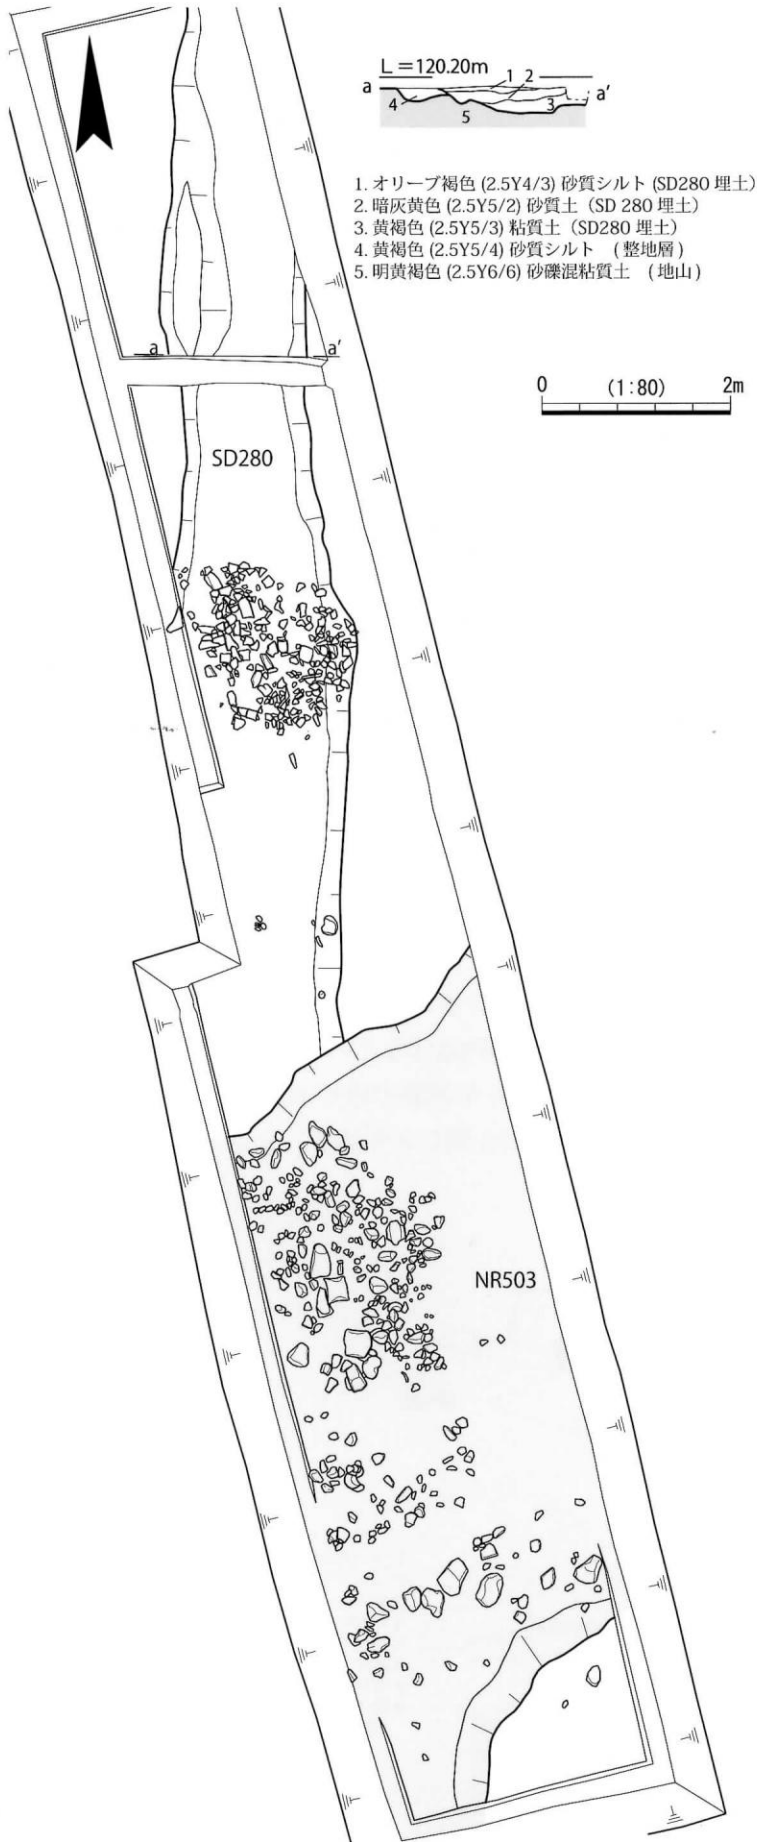 L＝120.20m
1 2
a a'
4 3
5
1. オリーブ褐色 (2.5Y4/3) 砂質シルト (SD280 埋土)
2. 暗灰黄色 (2.5Y5/2) 砂質土（SD 280 埋土）
3. 黄褐色 (2.5Y5/3) 粘質土（SD280 埋土）
4. 黄褐色 (2.5Y5/4) 砂質シルト （整地層）
5. 明黄褐色 (2.5Y6/6) 砂礫混粘質土 （地山）
a a'
0 (1:80) 2m
SD280
NR503